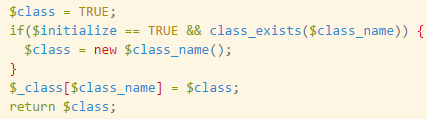 $class = TRUE;
if($initialize == TRUE && class_exists($class_name)) {
$class = new $class_name();
}
$_class[$class_name] = $class;
return $class;